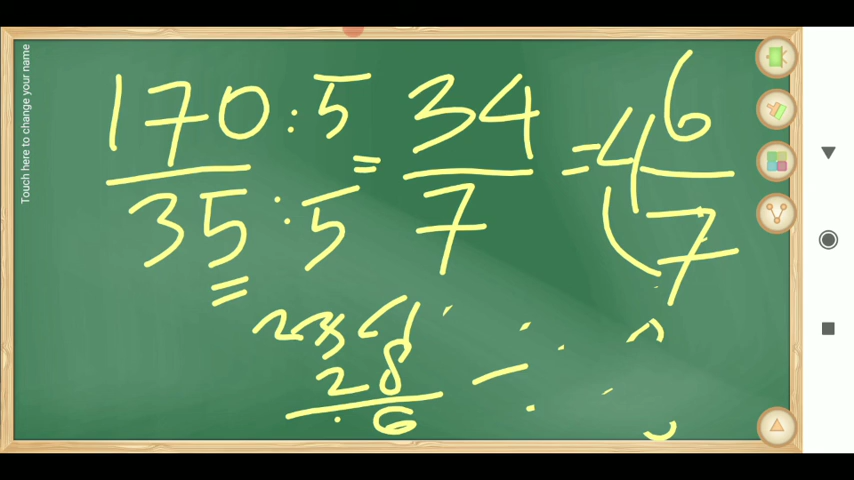 Touch here to change your name
170 : 5 = 34 = 4 6
35 : 5 7 7
28
6